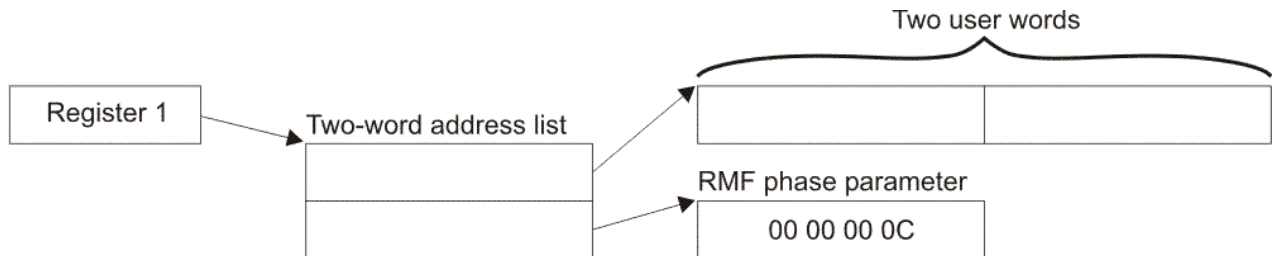 Two user words
Register 1
Two-word address list
RMF phase parameter
00 00 00 0C